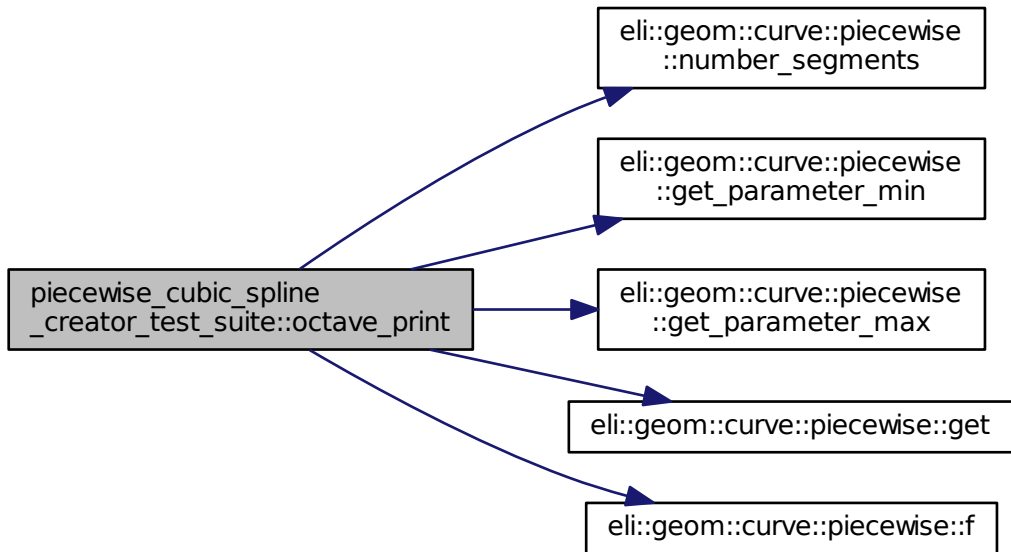 eli::geom::curve::piecewise
::number_segments
eli::geom::curve::piecewise
::get_parameter_min
piecewise_cubic_spline
_creator_test_suite::octave_print
eli::geom::curve::piecewise
::get_parameter_max
eli::geom::curve::piecewise::get
eli::geom::curve::piecewise::f